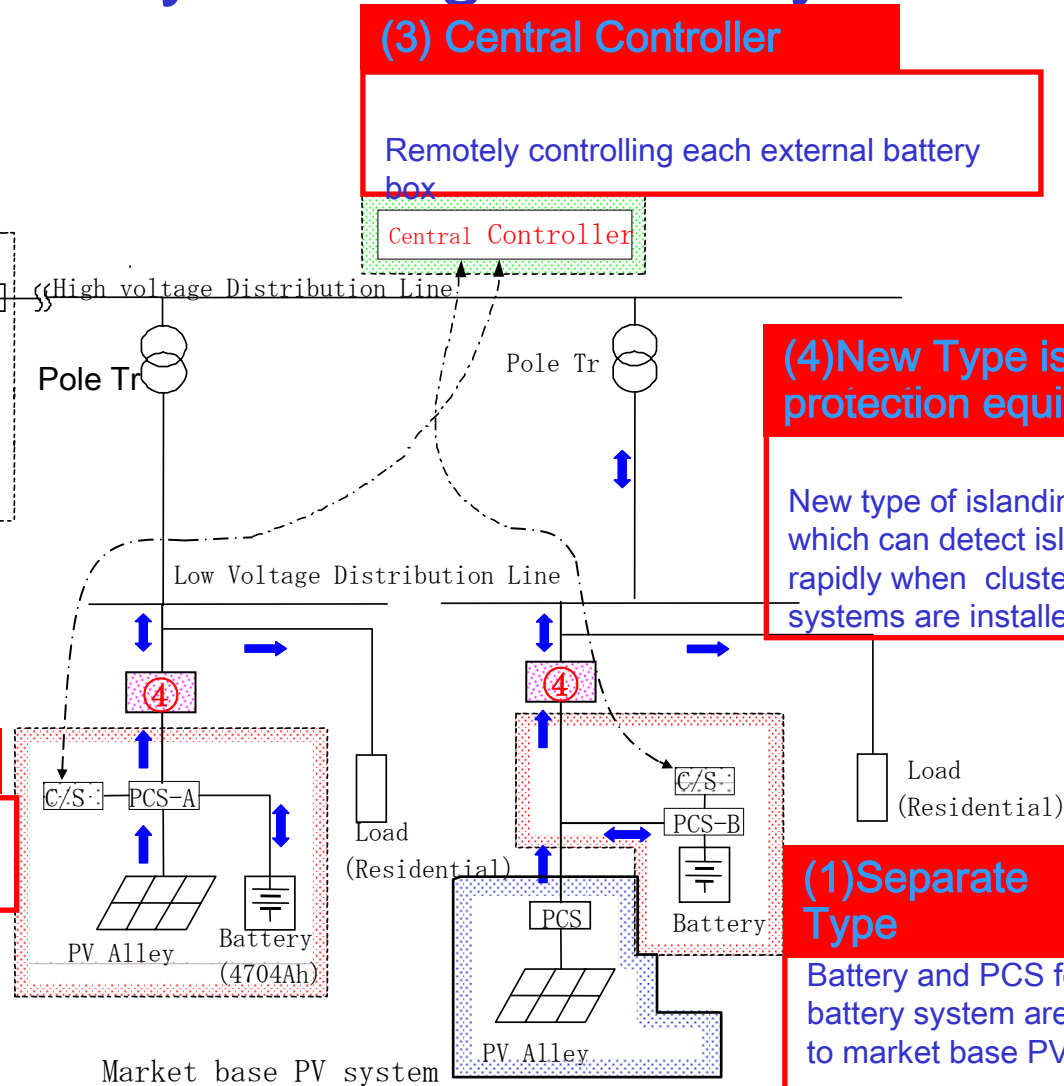 (3) Central Controller
Remotely controlling each external battery
box
Central Controller
High voltage Distribution Line
Pole Tr
Pole Tr
(4)New Type is
protection equi
New type of islandin
which can detect isl
rapidly when cluste
systems are installe
Low Voltage Distribution Line
④
④
C/S
PCS-A
Load
(Residential)
PV Alley
Battery
(4704Ah)
C/S
PCS-B
Battery
Load
(Residential)
PCS
PV Alley
(1)Separate
Type
Battery and PCS f
battery system are
to market base PV
Market base PV system